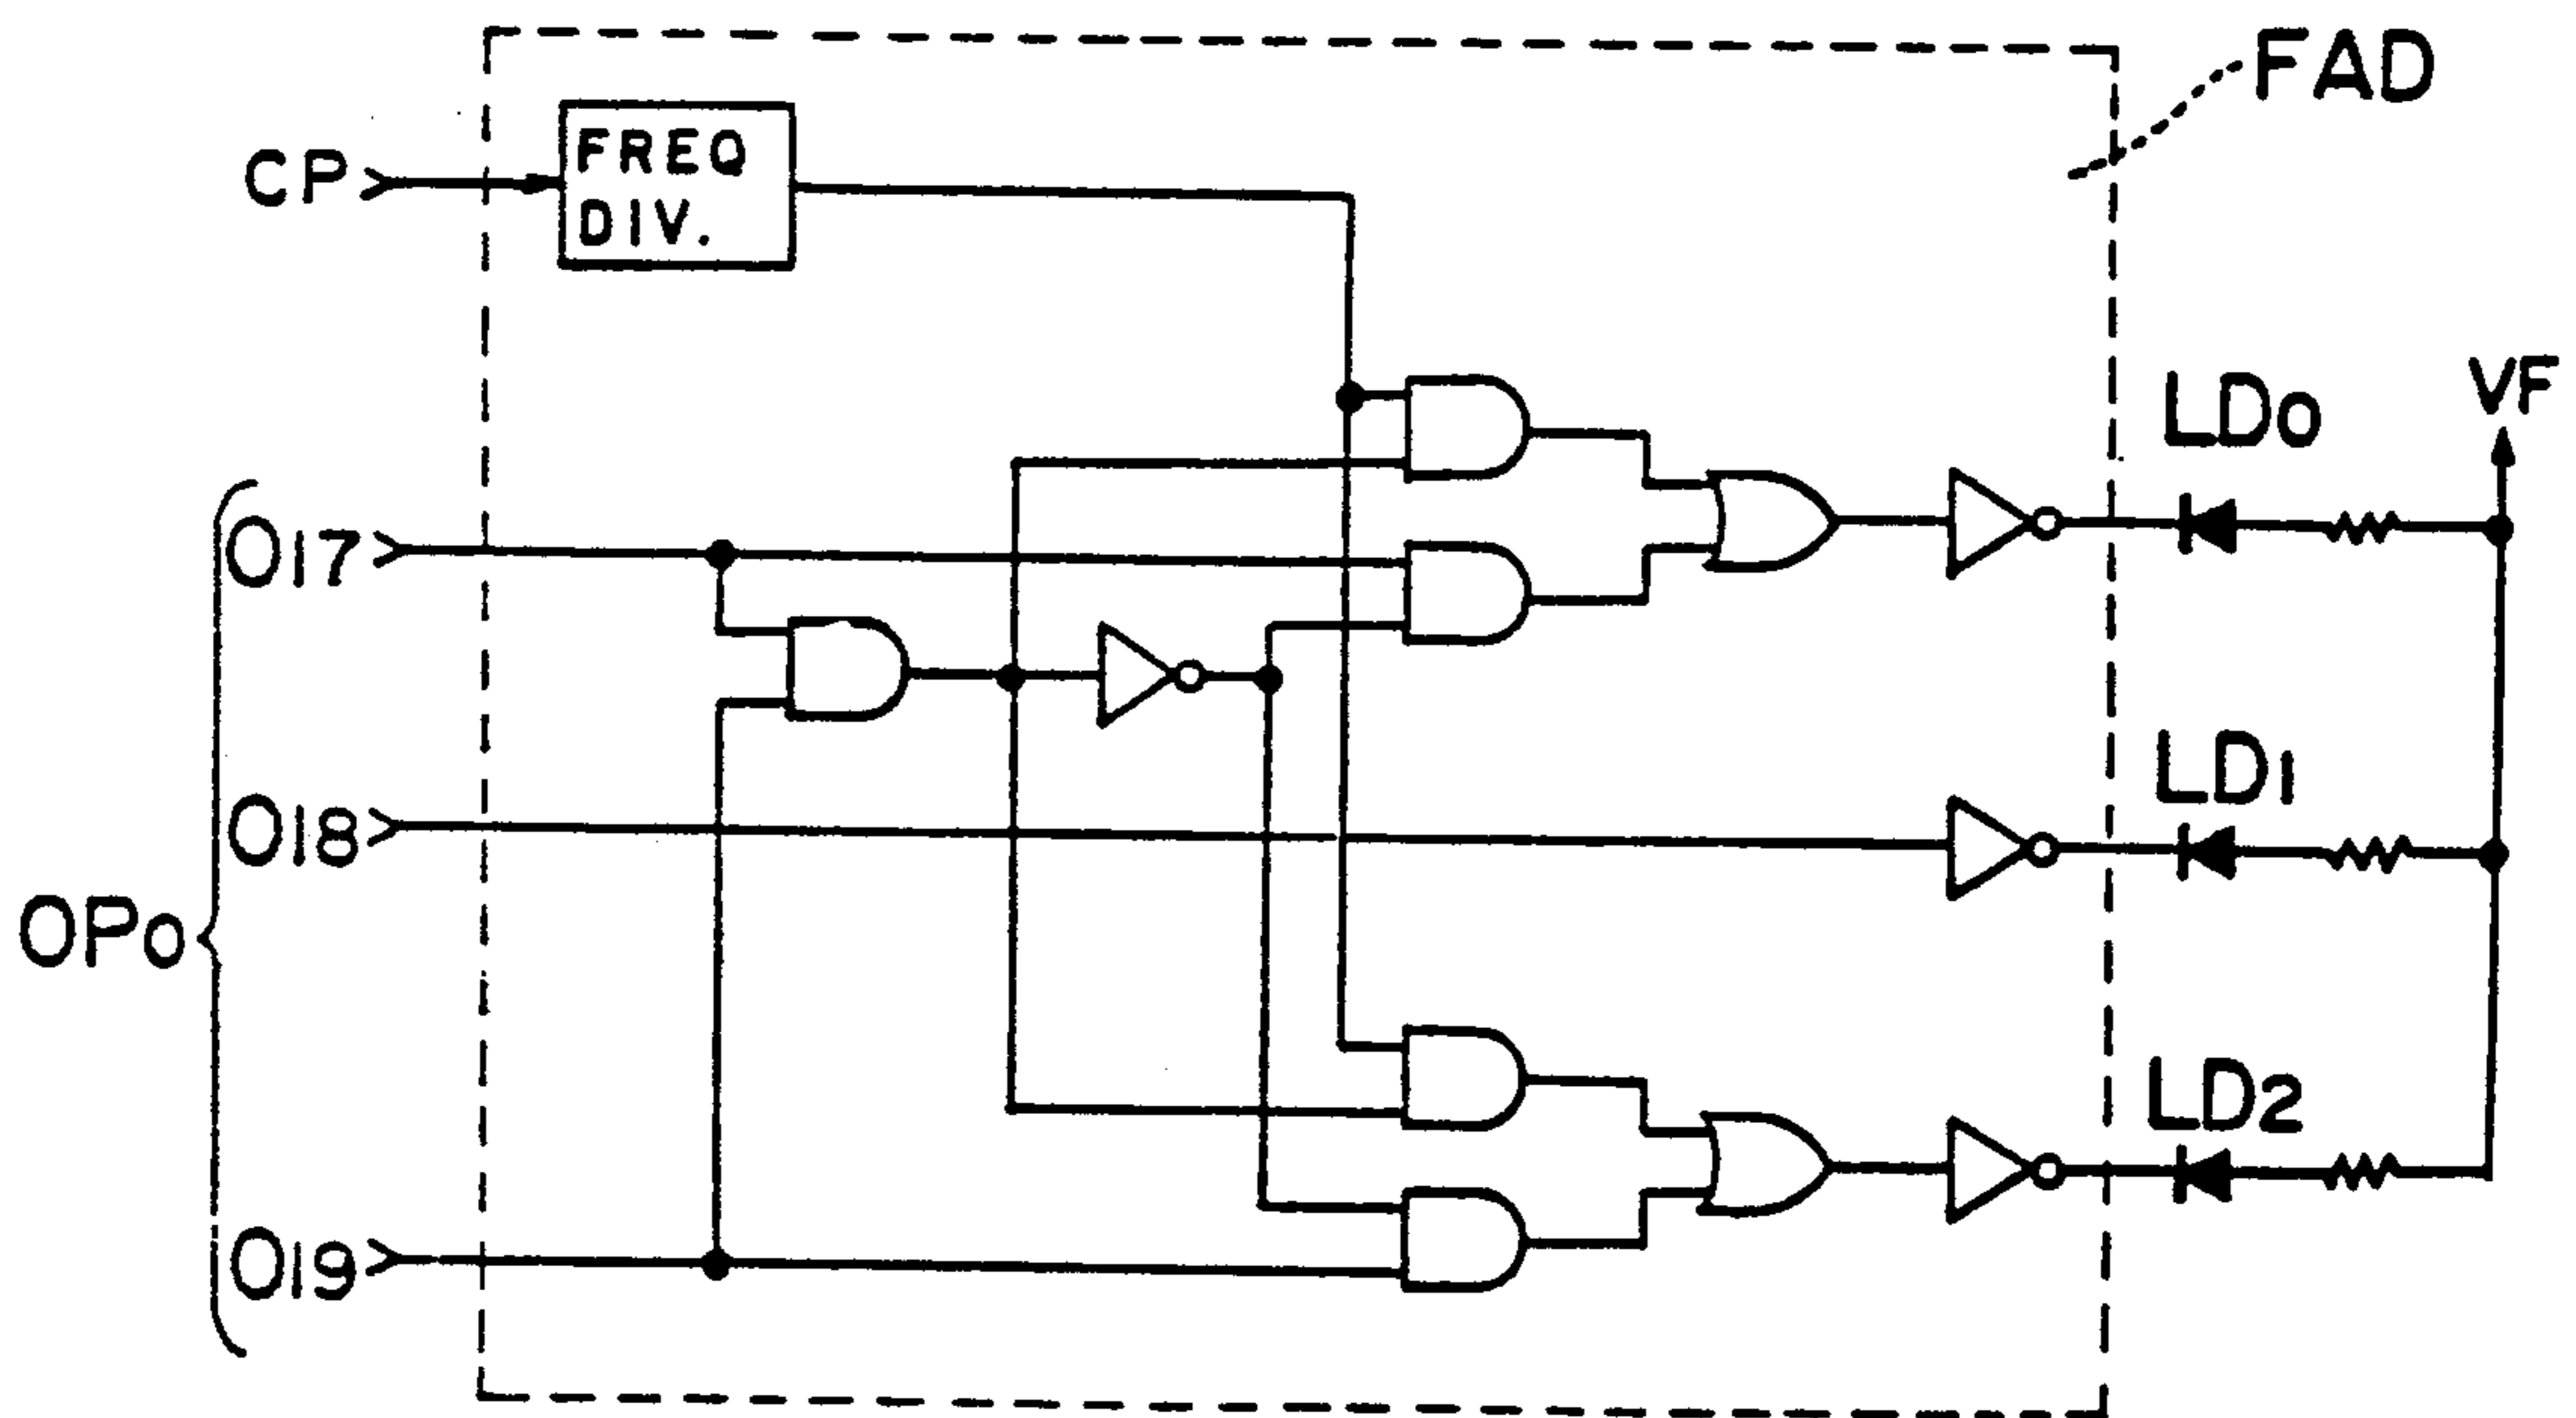 FAD
CP
FREQ
DIV.
VF
LD0
O17
LD1
O18
OP0
LD2
O19